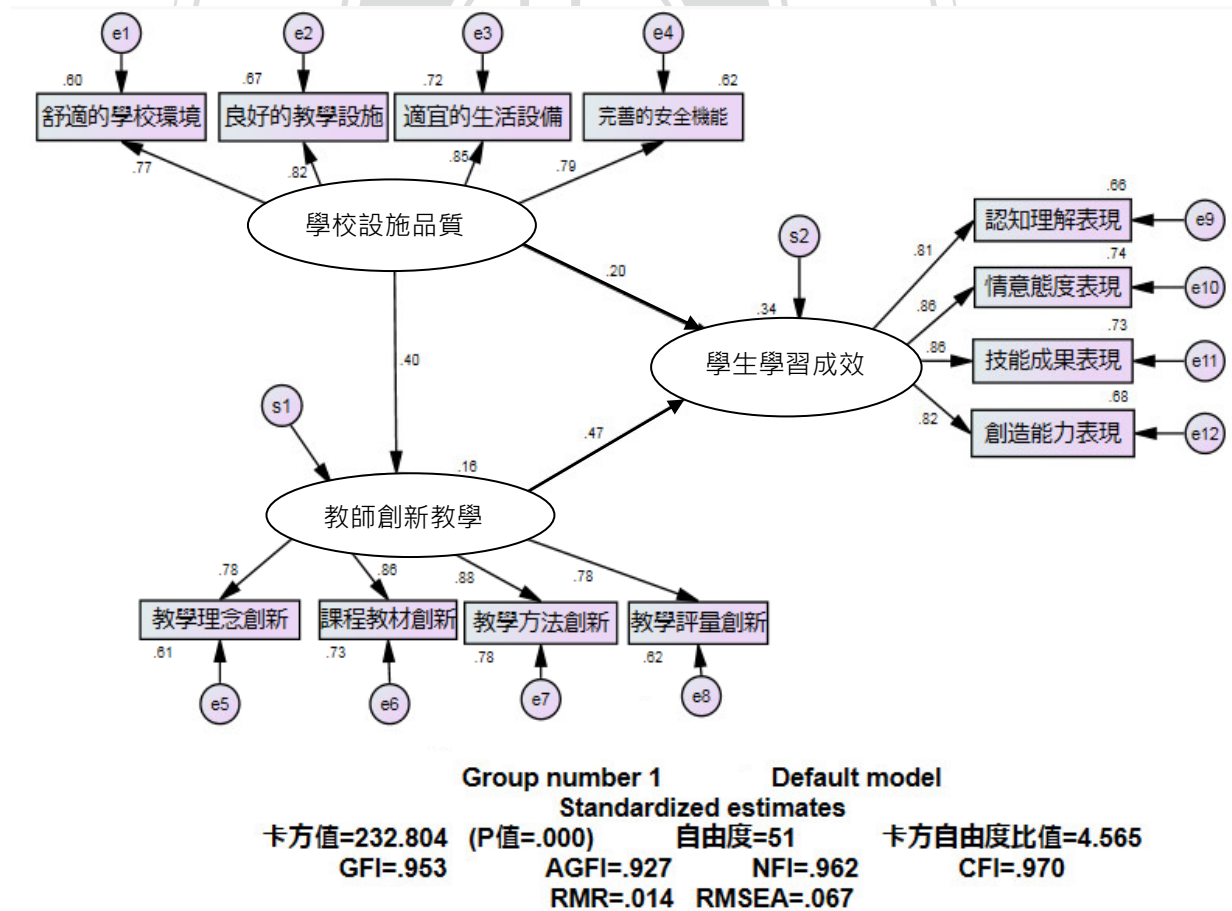 e1 e2 e3 e4
.60 .67 .72 .62
舒適的學校環境 良好的教學設施 適宜的生活設備 完善的安全機能
.77 .82 .85 .79
學校設施品質
.66
認知理解表現 e9
s2
.81
.74
.20
情意態度表現 e10
.86
.34
.73
.40
學生學習成效
.86
技能成果表現 e11
.68
s1
.82
.47
創造能力表現 e12
.16
教師創新教學
.78 .86 .88 .78
教學理念創新 課程教材創新 教學方法創新 教學評量創新
.61 .73 .78 .62
e5 e6 e7 e8
Group number 1 Default model
Standardized estimates
卡方值=232.804 (P值=.000) 自由度=51 卡方自由度比值=4.565
GFI=.953 AGFI=.927 NFI=.962 CFI=.970
RMR=.014 RMSEA=.067